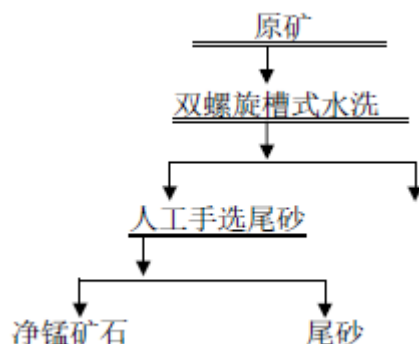 原矿
双螺旋槽式水洗
人工手选尾砂
净锰矿石
尾砂